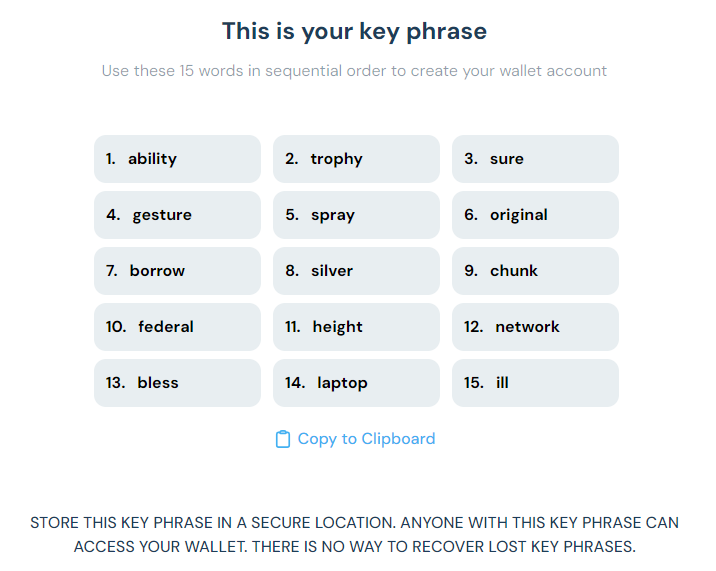 This is your key phrase
Use these 15 words in sequential order to create your wallet account
1. ability 2. trophy 3. sure
4. gesture 5. spray 6. original
7. borrow 8. silver 9. chunk
10. federal 11. height 12. network
13. bless 14. laptop 15. ill
Copy to Clipboard
STORE THIS KEY PHRASE IN A SECURE LOCATION. ANYONE WITH THIS KEY PHRASE CAN
ACCESS YOUR WALLET. THERE IS NO WAY TO RECOVER LOST KEY PHRASES.